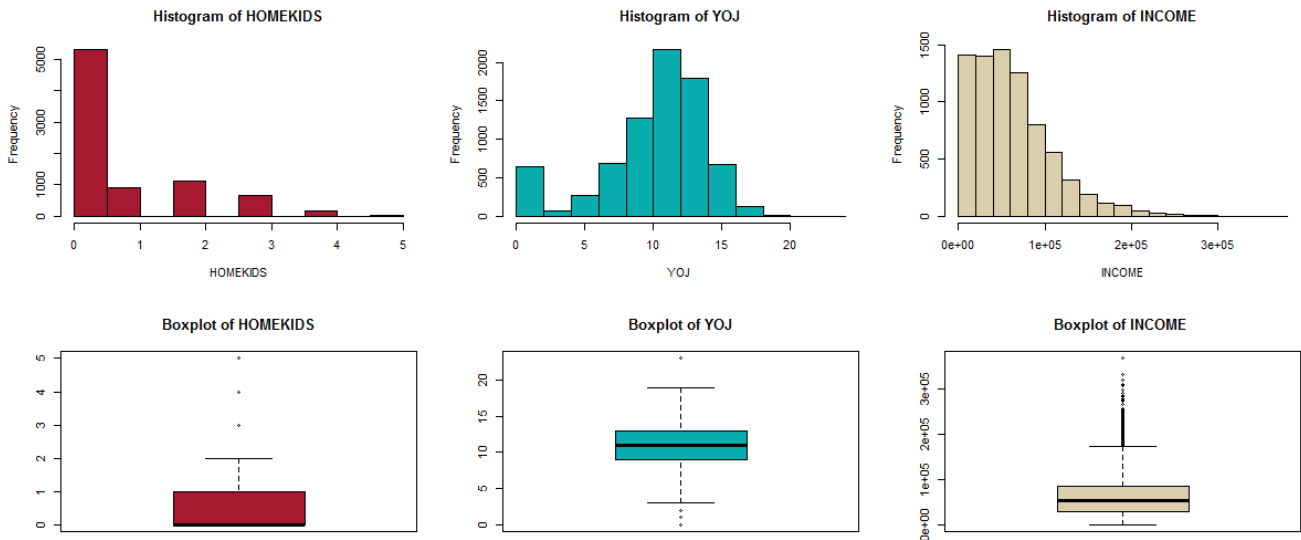 Histogram of HOMEKIDS
Frequency
0 1000 3000 5000
0 1 2 3 4 5
HOMEKIDS
Histogram of YOJ
Frequency
0 500 1000 1500 2000
0 5 10 15 20
YOJ
Histogram of INCOME
Frequency
0 500 1000 1500
0e+00 1e+05 2e+05 3e+05
INCOME
Boxplot of HOMEKIDS
0 1 2 3 4 5
Boxplot of YOJ
0 5 10 15 20
Boxplot of INCOME
0e+00 1e+05 2e+05 3e+05